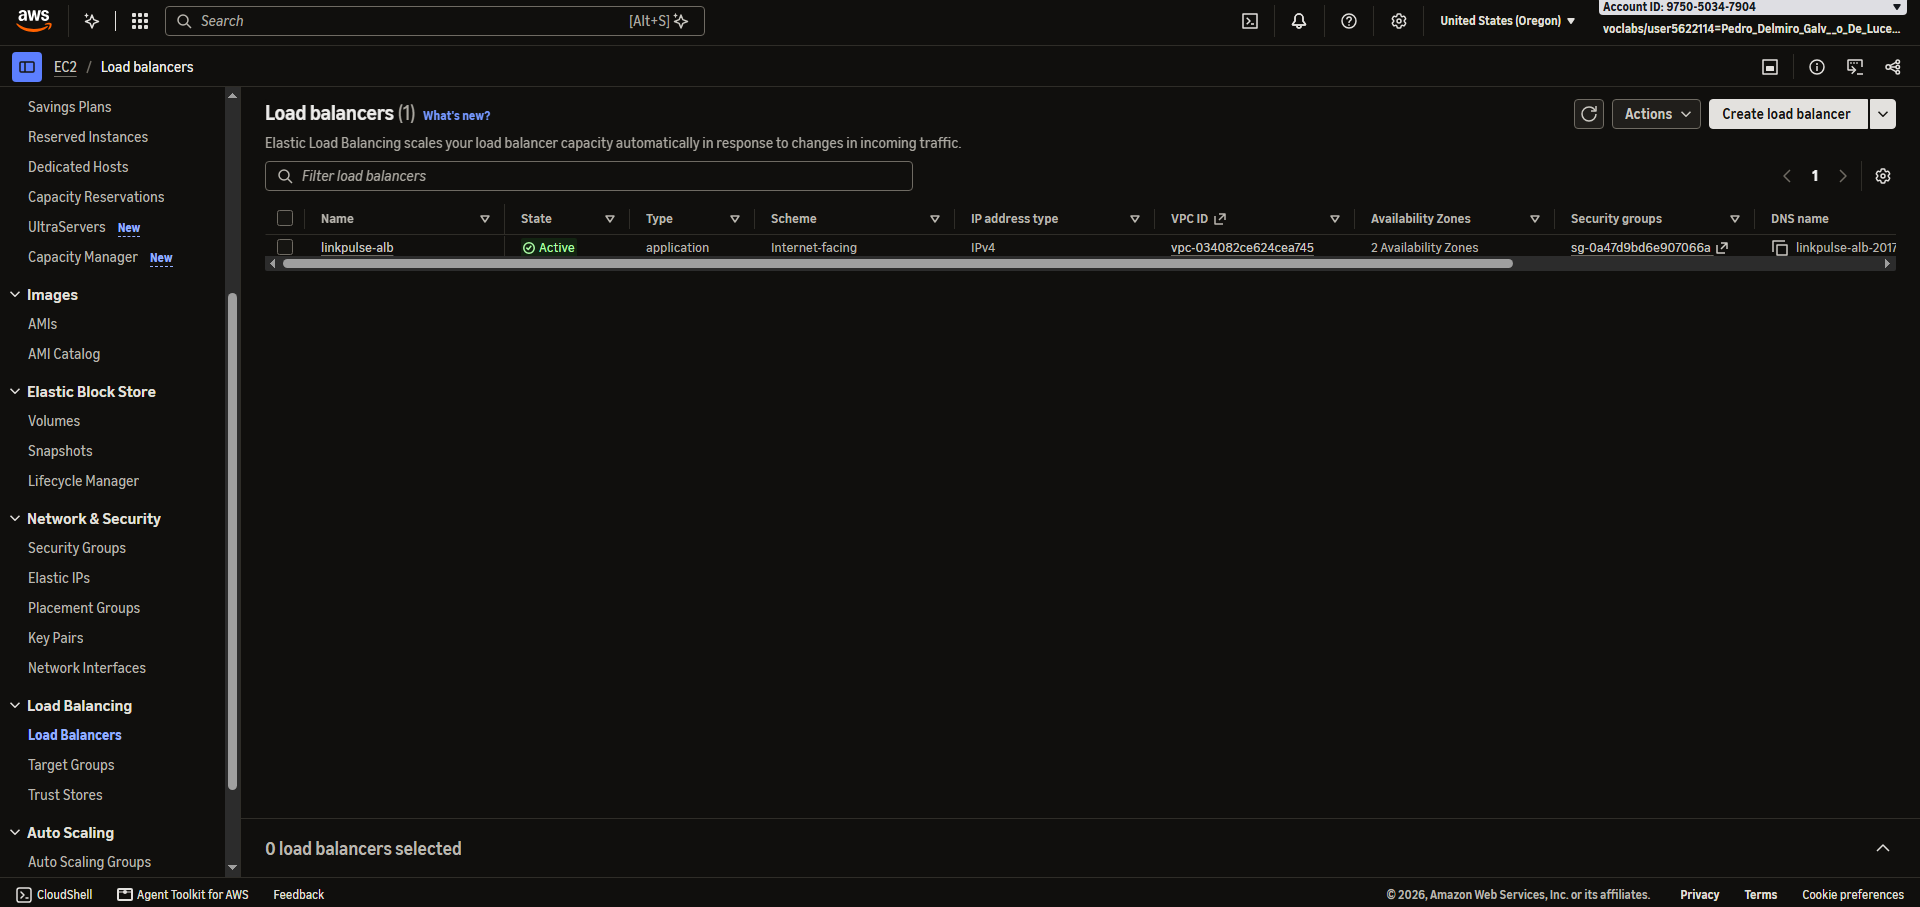 aws
Search [Alt+S]
United States (Oregon)
Account ID: 9750-5034-7904
voclabs/user5622114=Pedro_Delmiro_Galv__o_De_Luce...
EC2 / Load balancers
Savings Plans
Reserved Instances
Dedicated Hosts
Capacity Reservations
UltraServers New
Capacity Manager New
Images
AMIs
AMI Catalog
Elastic Block Store
Volumes
Snapshots
Lifecycle Manager
Network & Security
Security Groups
Elastic IPs
Placement Groups
Key Pairs
Network Interfaces
Load Balancing
Load Balancers
Target Groups
Trust Stores
Auto Scaling
Auto Scaling Groups
Load balancers (1) What's new?
Actions
Create load balancer
Elastic Load Balancing scales your load balancer capacity automatically in response to changes in incoming traffic.
Filter load balancers
1
Name State Type Scheme IP address type VPC ID Availability Zones Security groups DNS name
linkpulse-alb Active application Internet-facing IPv4 vpc-034082ce624cea745 2 Availability Zones sg-0a47d9bd6e907066a linkpulse-alb-2017
0 load balancers selected
CloudShell Agent Toolkit for AWS Feedback
© 2026, Amazon Web Services, Inc. or its affiliates. Privacy Terms Cookie preferences